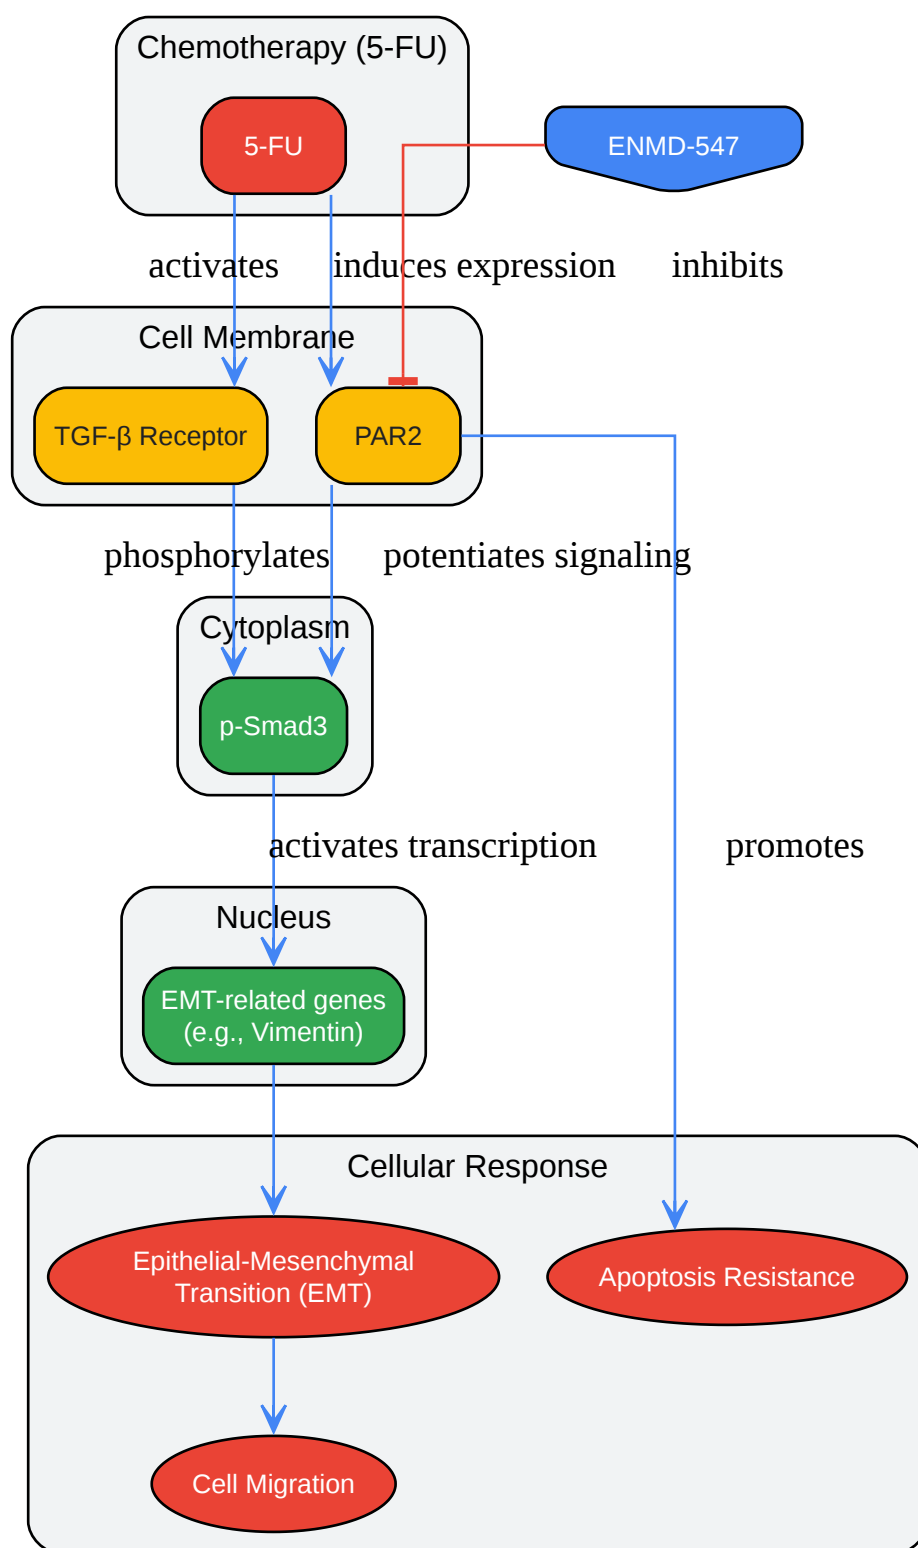 Chemotherapy (5-FU)
5-FU
ENMD-547
activates
induces expression
inhibits
Cell Membrane
TGF-β Receptor
PAR2
phosphorylates
potentiates signaling
Cytoplasm
p-Smad3
activates transcription
promotes
Nucleus
EMT-related genes
(e.g., Vimentin)
Cellular Response
Epithelial-Mesenchymal
Transition (EMT)
Apoptosis Resistance
Cell Migration